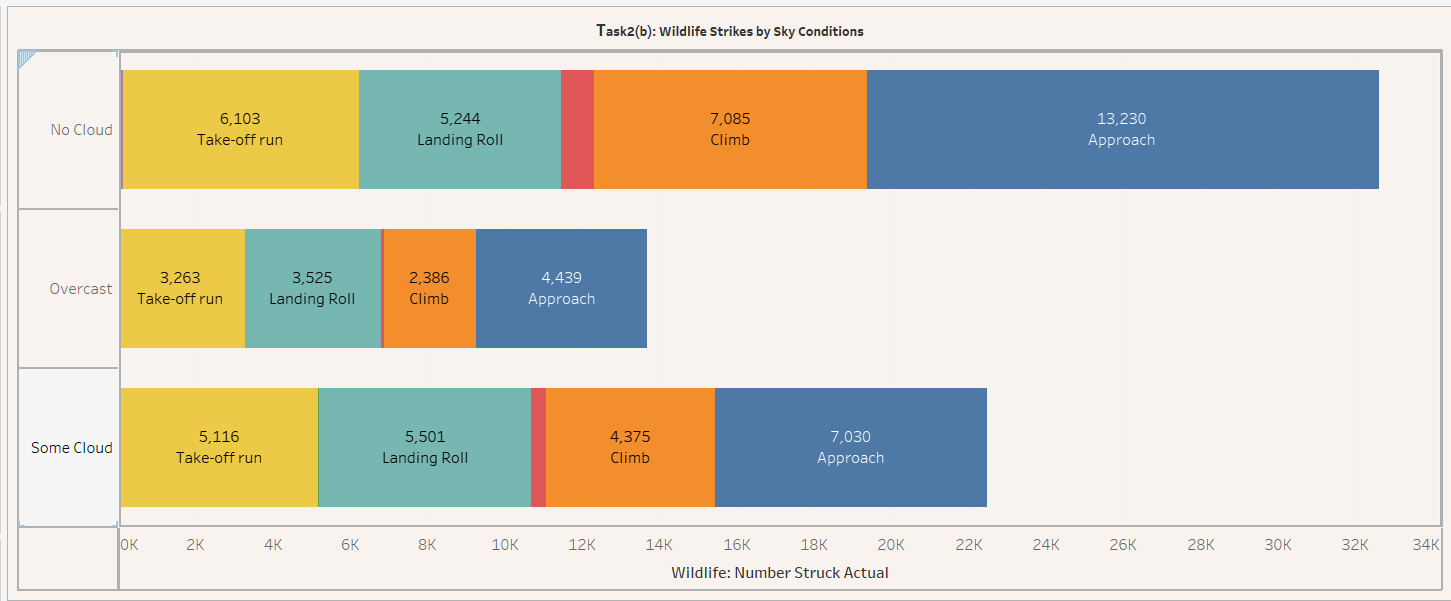 Task2(b): Wildlife Strikes by Sky Conditions
No Cloud
6,103
Take-off run
5,244
Landing Roll
7,085
Climb
13,230
Approach
Overcast
3,263
Take-off run
3,525
Landing Roll
2,386
Climb
4,439
Approach
Some Cloud
5,116
Take-off run
5,501
Landing Roll
4,375
Climb
7,030
Approach
0K 2K 4K 6K 8K 10K 12K 14K 16K 18K 20K 22K 24K 26K 28K 30K 32K 34K
Wildlife: Number Struck Actual